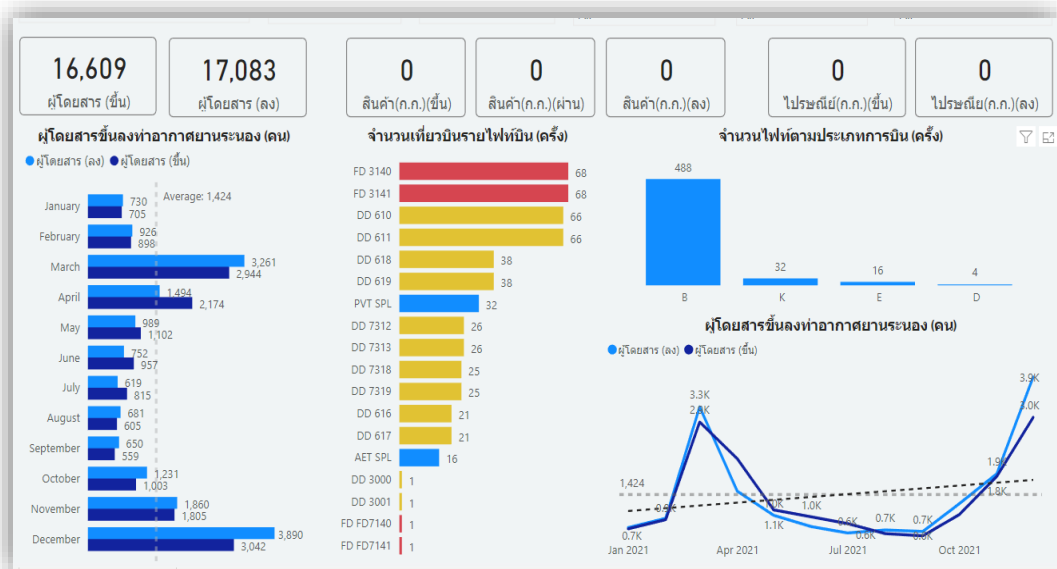 16,609
ผู้โดยสาร (ขึ้น)
17,083
ผู้โดยสาร (ลง)
0
สินค้า(ก.ก.)(ขึ้น)
0
สินค้า(ก.ก.)(ผ่าน)
0
สินค้า(ก.ก.)(ลง)
0
ไปรษณีย์(ก.ก.)(ขึ้น)
0
ไปรษณีย์(ก.ก.)(ลง)
ผู้โดยสารขึ้นลงท่าอากาศยานระนอง (คน)
ผู้โดยสาร (ลง) ผู้โดยสาร (ขึ้น)
Average: 1,424
January 730 705
February 926 898
March 3,261 2,944
April 1,494 2,174
May 989 1,102
June 752 957
July 619 815
August 681 605
September 650 559
October 1,231 1,003
November 1,860 1,805
December 3,890 3,042
จำนวนเที่ยวบินรายไฟท์บิน (ครั้ง)
FD 3140 68
FD 3141 68
DD 610 66
DD 611 66
DD 618 38
DD 619 38
PVT SPL 32
DD 7312 26
DD 7313 26
DD 7318 25
DD 7319 25
DD 616 21
DD 617 21
AET SPL 16
DD 3000 1
DD 3001 1
FD FD7140 1
FD FD7141 1
จำนวนไฟท์ตามประเภทการบิน (ครั้ง)
488 32 16 4
B K E D
ผู้โดยสารขึ้นลงท่าอากาศยานระนอง (คน)
ผู้โดยสาร (ลง) ผู้โดยสาร (ขึ้น)
3.9K
3.3K
3.0K
1,424
1.8K
1.0K
1.1K
0.7K 0.7K
0.6K
0.7K
Jan 2021 Apr 2021 Jul 2021 Oct 2021